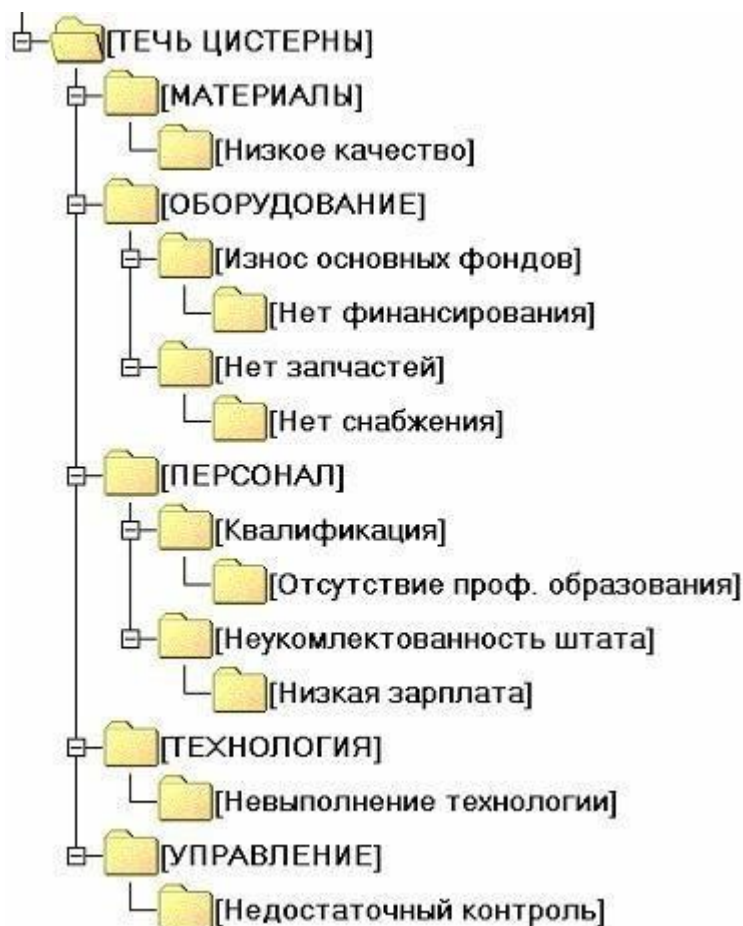 [ТЕЧЬ ЦИСТЕРНЫ]
[МАТЕРИАЛЫ]
[Низкое качество]
[ОБОРУДОВАНИЕ]
[Износ основных фондов]
[Нет финансирования]
[Нет запчастей]
[Нет снабжения]
[ПЕРСОНАЛ]
[Квалификация]
[Отсутствие проф. образования]
[Неукомлектованность штата]
[Низкая зарплата]
[ТЕХНОЛОГИЯ]
[Невыполнение технологии]
[УПРАВЛЕНИЕ]
[Недостаточный контроль]